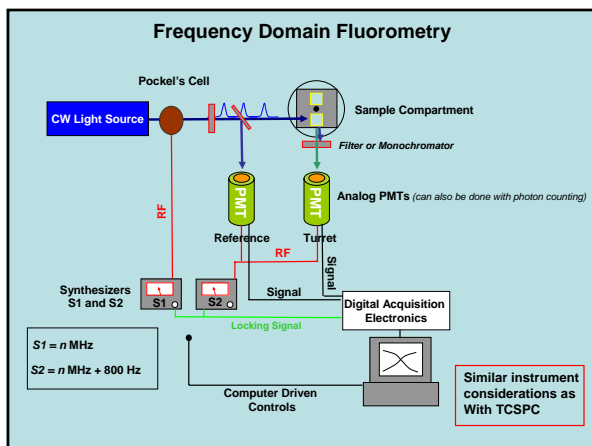 Frequency Domain Fluorometry
Pockel's Cell
CW Light Source
Sample Compartment
Filter or Monochromator
PMT
PMT
Analog PMTs (can also be done with photon counting)
RF
Reference
Turret
RF
Signal
Signal
Synthesizers
S1 and S2
S1
S2
Digital Acquisition
Electronics
Locking Signal
S1 = n MHz
S2 = n MHz + 800 Hz
Computer Driven
Controls
Similar instrument
considerations as
With TCSPC